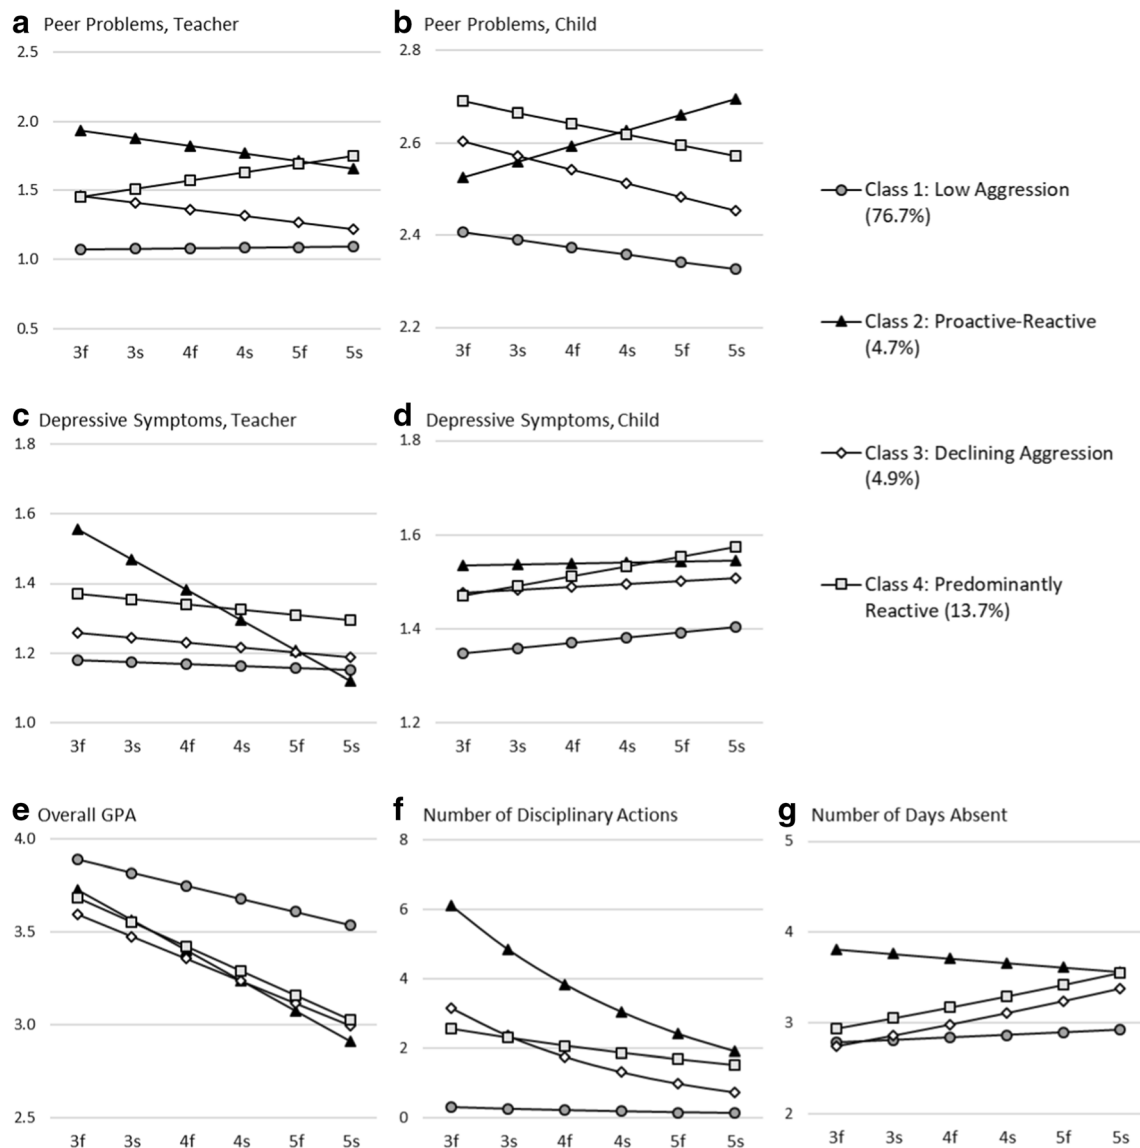 a Peer Problems, Teacher
2.5
2.0
1.5
1.0
0.5
3f 3s 4f 4s 5f 5s
b Peer Problems, Child
2.8
2.6
2.4
2.2
3f 3s 4f 4s 5f 5s
Class 1: Low Aggression
(76.7%)
Class 2: Proactive-Reactive
(4.7%)
Class 3: Declining Aggression
(4.9%)
Class 4: Predominantly
Reactive (13.7%)
c Depressive Symptoms, Teacher
1.8
1.6
1.4
1.2
1.0
3f 3s 4f 4s 5f 5s
d Depressive Symptoms, Child
1.8
1.6
1.4
1.2
3f 3s 4f 4s 5f 5s
e Overall GPA
4.0
3.5
3.0
2.5
3f 3s 4f 4s 5f 5s
f Number of Disciplinary Actions
8
6
4
2
0
3f 3s 4f 4s 5f 5s
g Number of Days Absent
5
4
3
2
3f 3s 4f 4s 5f 5s